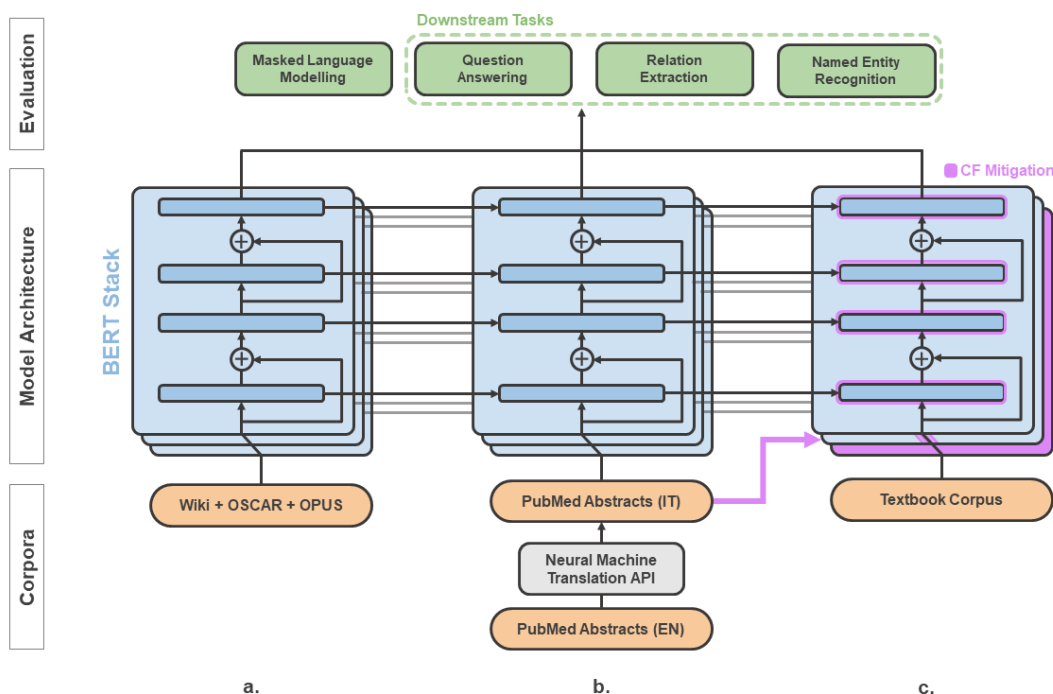 Downstream Tasks
Evaluation
Masked Language
Modelling
Question
Answering
Relation
Extraction
Named Entity
Recognition
CF Mitigation
Model Architecture
BERT Stack
Corpora
Wiki + OSCAR + OPUS
PubMed Abstracts (IT)
Textbook Corpus
Neural Machine
Translation API
PubMed Abstracts (EN)
a.
b.
c.